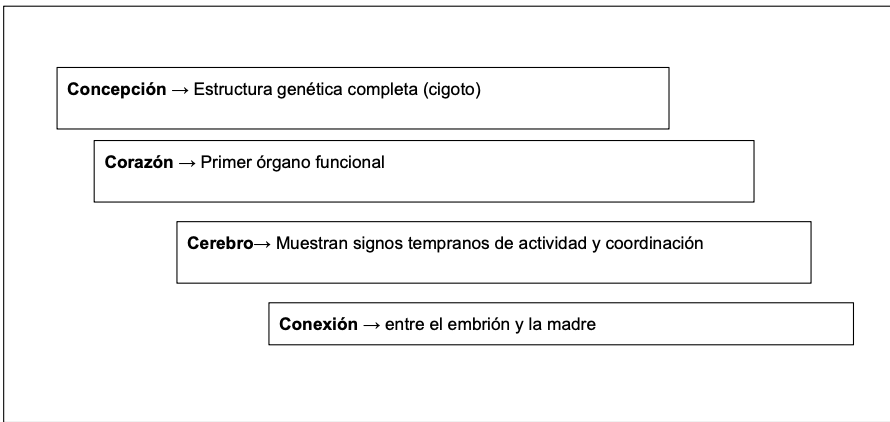 Concepción → Estructura genética completa (cigoto)
Corazón → Primer órgano funcional
Cerebro→ Muestran signos tempranos de actividad y coordinación
Conexión → entre el embrión y la madre